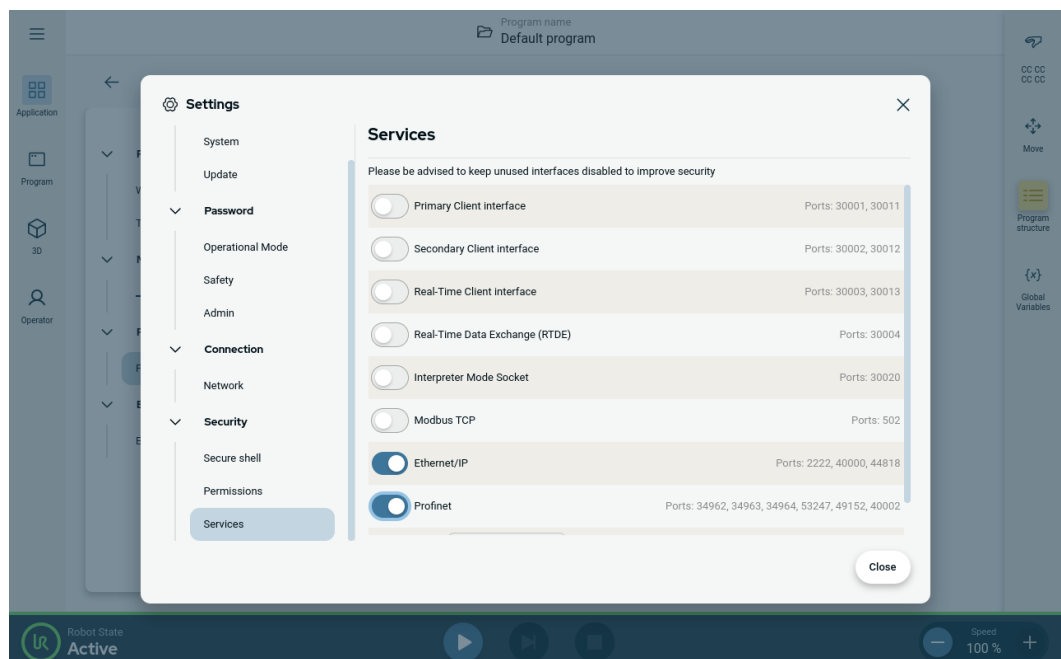 Program name
Default program
Application
Program
3D
Operator
CC CC
CC CC
Move
Program
structure
{x}
Global
Variables
Settings
System
Update
Password
Operational Mode
Safety
Admin
Connection
Network
Security
Secure shell
Permissions
Services
Services
Please be advised to keep unused interfaces disabled to improve security
Primary Client interface Ports: 30001, 30011
Secondary Client interface Ports: 30002, 30012
Real-Time Client interface Ports: 30003, 30013
Real-Time Data Exchange (RTDE) Ports: 30004
Interpreter Mode Socket Ports: 30020
Modbus TCP Ports: 502
Ethernet/IP Ports: 2222, 40000, 44818
Profinet Ports: 34962, 34963, 34964, 53247, 49152, 40002
Close
Robot State
Active
Speed
100 %